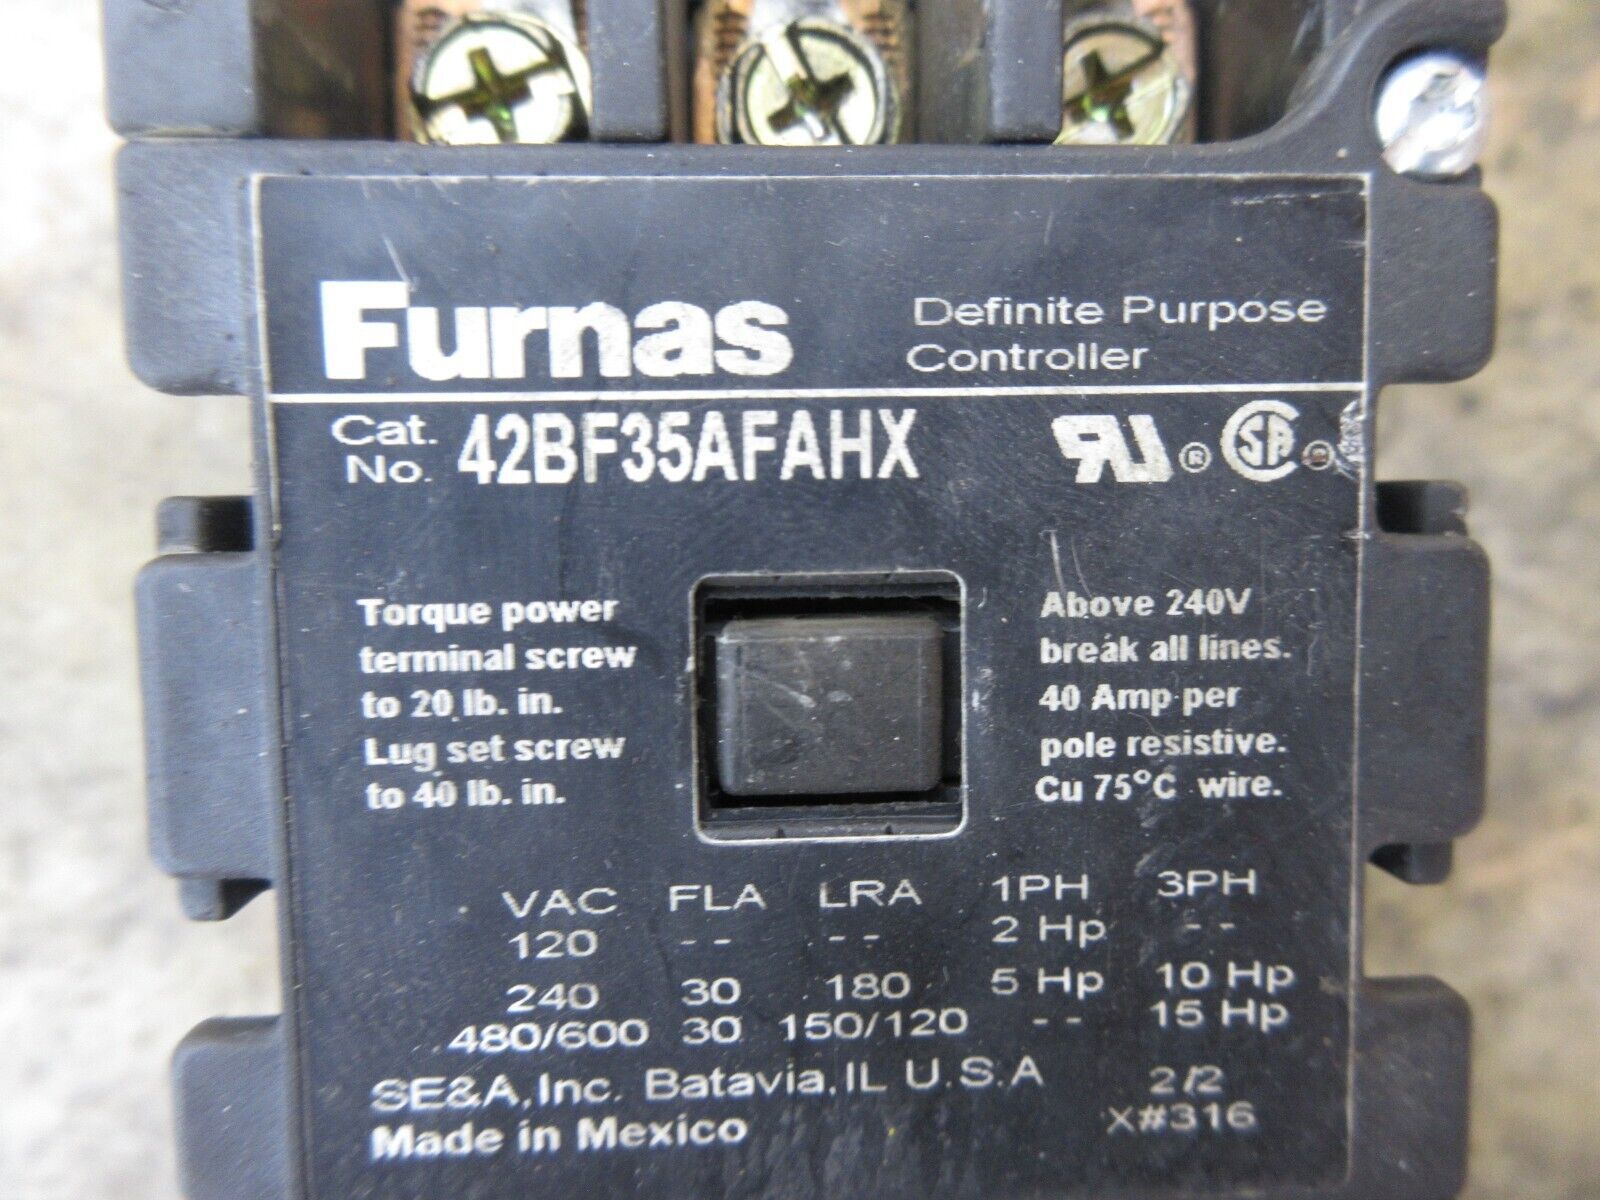 Furnas
Definite Purpose
Controller
Cat.
No. 42BF35AFAHX
Torque power
terminal screw
to 20 lb. in.
Lug set screw
to 40 lb. in.
Above 240V
break all lines.
40 Amp per
pole resistive.
Cu 75°C wire.
VAC FLA LRA 1PH 3PH
120 -- -- 2 Hp --
240 30 180 5 Hp 10 Hp
480/600 30 150/120 -- 15 Hp
SE&A, Inc. Batavia, IL U.S.A 2/2
Made in Mexico X#316